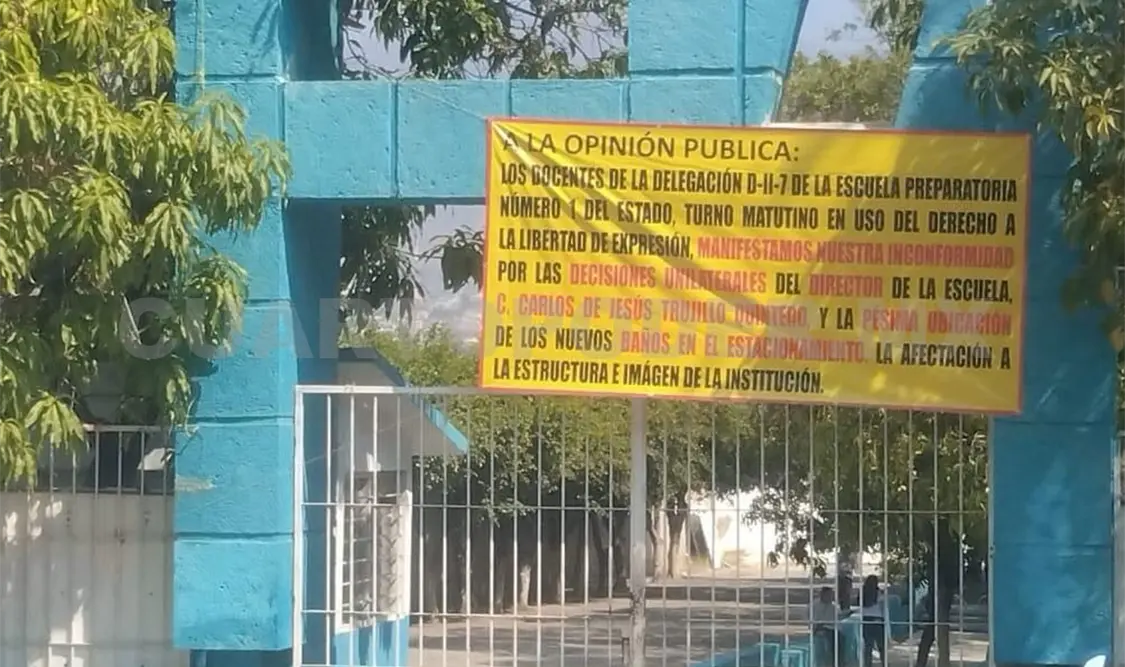 A LA OPINIÓN PUBLICA:
LOS DOCENTES DE LA DELEGACIÓN D-II-7 DE LA ESCUELA PREPARATORIA
NÚMERO 1 DEL ESTADO, TURNO MATUTINO EN USO DEL DERECHO A
LA LIBERTAD DE EXPRESIÓN, MANIFESTAMOS NUESTRA INCONFORMIDAD
POR LAS DECISIONES UNILATERALES DEL DIRECTOR DE LA ESCUELA,
C. CARLOS DE JESÚS TRUJILLO QUINTERO, Y LA PÉSIMA UBICACIÓN
DE LOS NUEVOS BAÑOS EN EL ESTACIONAMIENTO. LA AFECTACIÓN A
LA ESTRUCTURA E IMÁGEN DE LA INSTITUCIÓN.